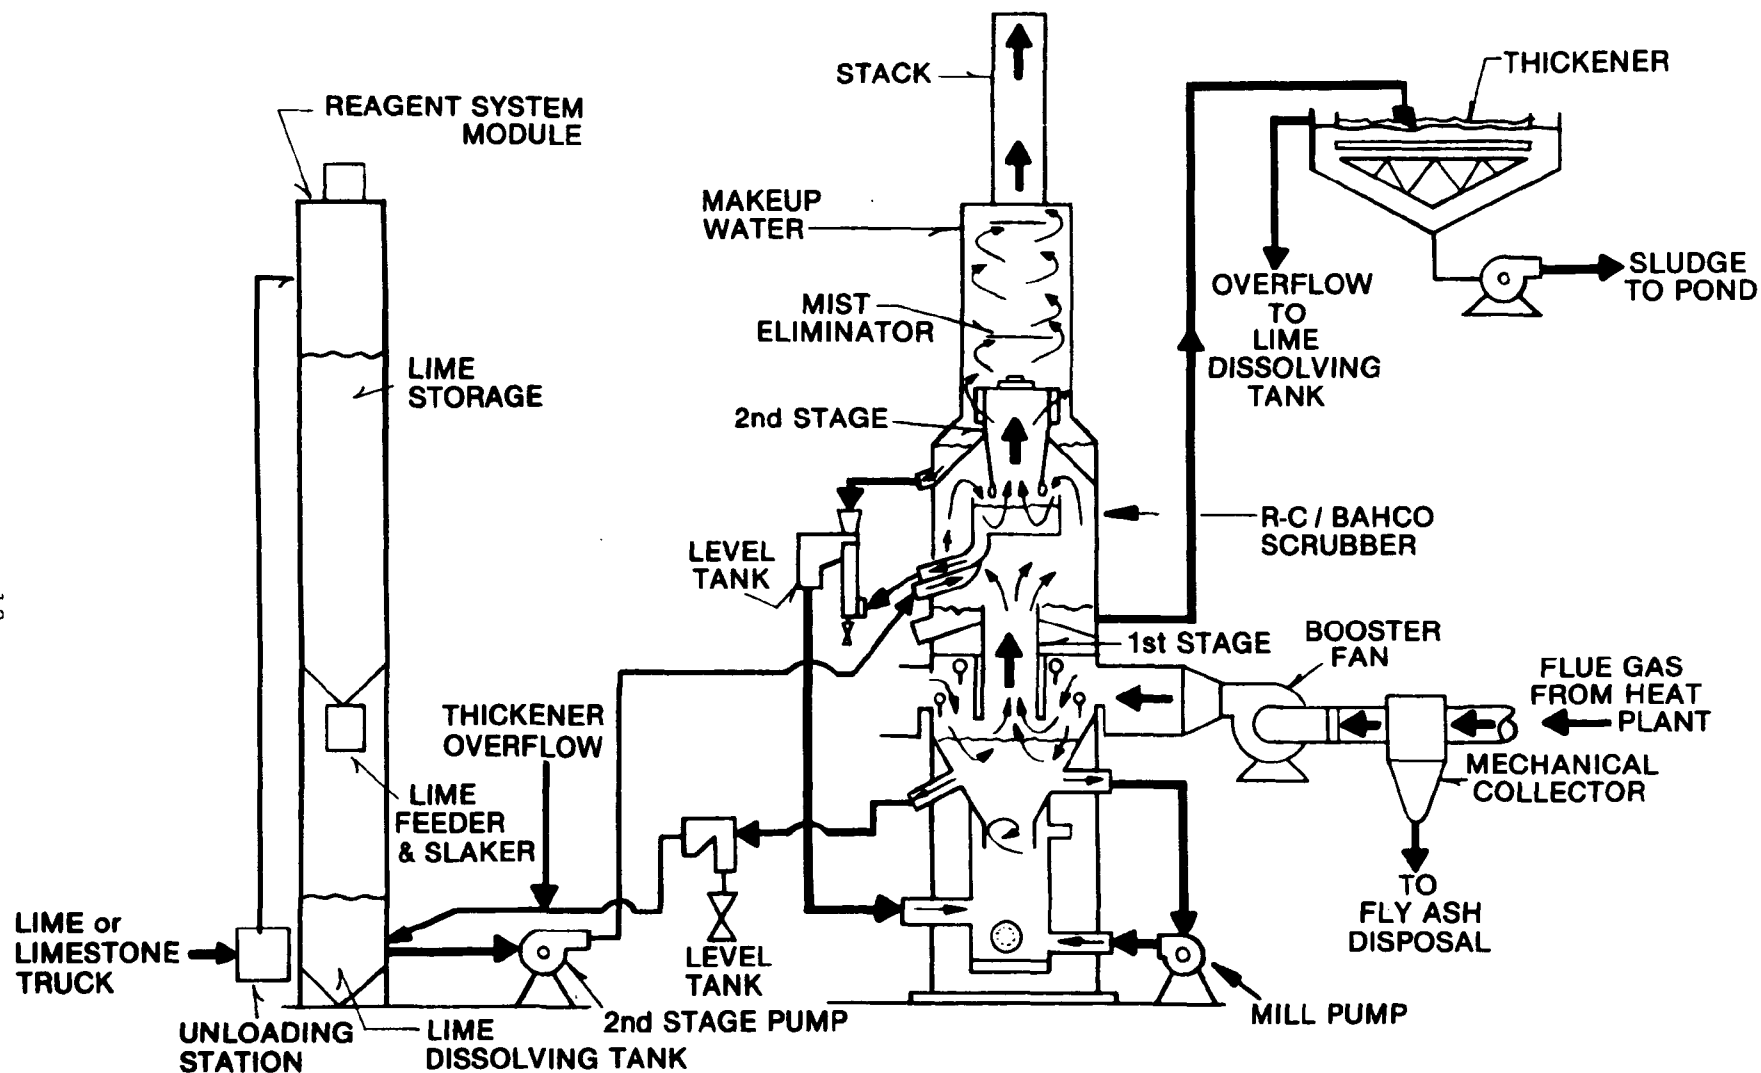 STACK
THICKENER
REAGENT SYSTEM
MODULE
MAKEUP
WATER
SLUDGE
TO POND
OVERFLOW
TO
LIME
DISSOLVING
TANK
MIST
ELIMINATOR
LIME
STORAGE
2nd STAGE
R-C / BAHCO
SCRUBBER
LEVEL
TANK
1st STAGE
BOOSTER
FAN
FLUE GAS
FROM HEAT
PLANT
THICKENER
OVERFLOW
MECHANICAL
COLLECTOR
LIME
FEEDER
& SLAKER
TO
FLY ASH
DISPOSAL
LIME or
LIMESTONE
TRUCK
LEVEL
TANK
MILL PUMP
2nd STAGE PUMP
UNLOADING
STATION
LIME
DISSOLVING TANK